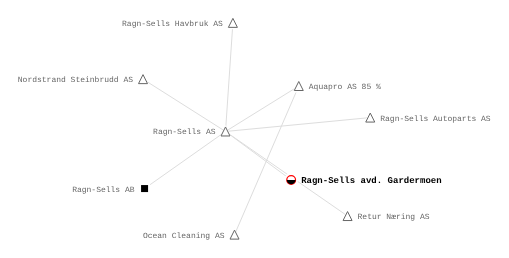 Ragn-Sells Havbruk AS
Nordstrand Steinbrudd AS
Aquapro AS 85 %
Ragn-Sells Autoparts AS
Ragn-Sells AS
Ragn-Sells avd. Gardermoen
Ragn-Sells AB
Retur Næring AS
Ocean Cleaning AS